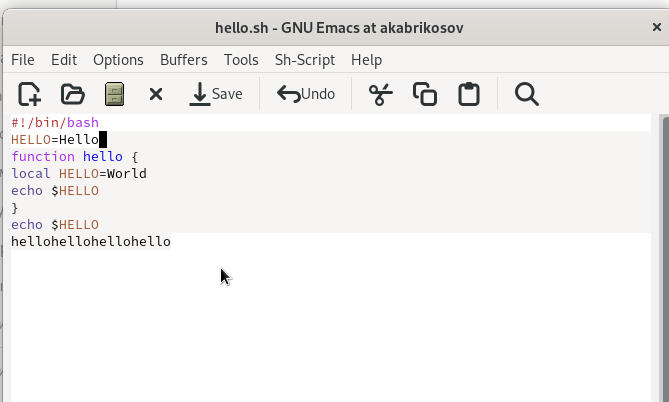 hello.sh - GNU Emacs at akabrikosov
File Edit Options Buffers Tools Sh-Script Help
Save Undo
#!/bin/bash
HELLO=Hello
function hello {
local HELLO=World
echo $HELLO
}
echo $HELLO
hellohellohellohello